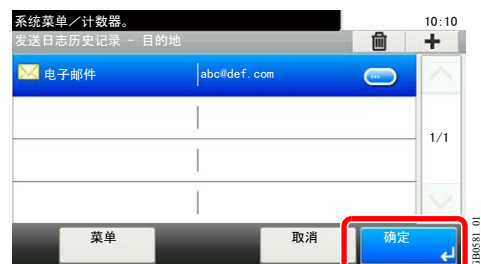 系统菜单／计数器。 10:10
发送日志历史记录 - 目的地
电子邮件 abc@def.com
1/1
菜单 取消 确定
GB0581_01